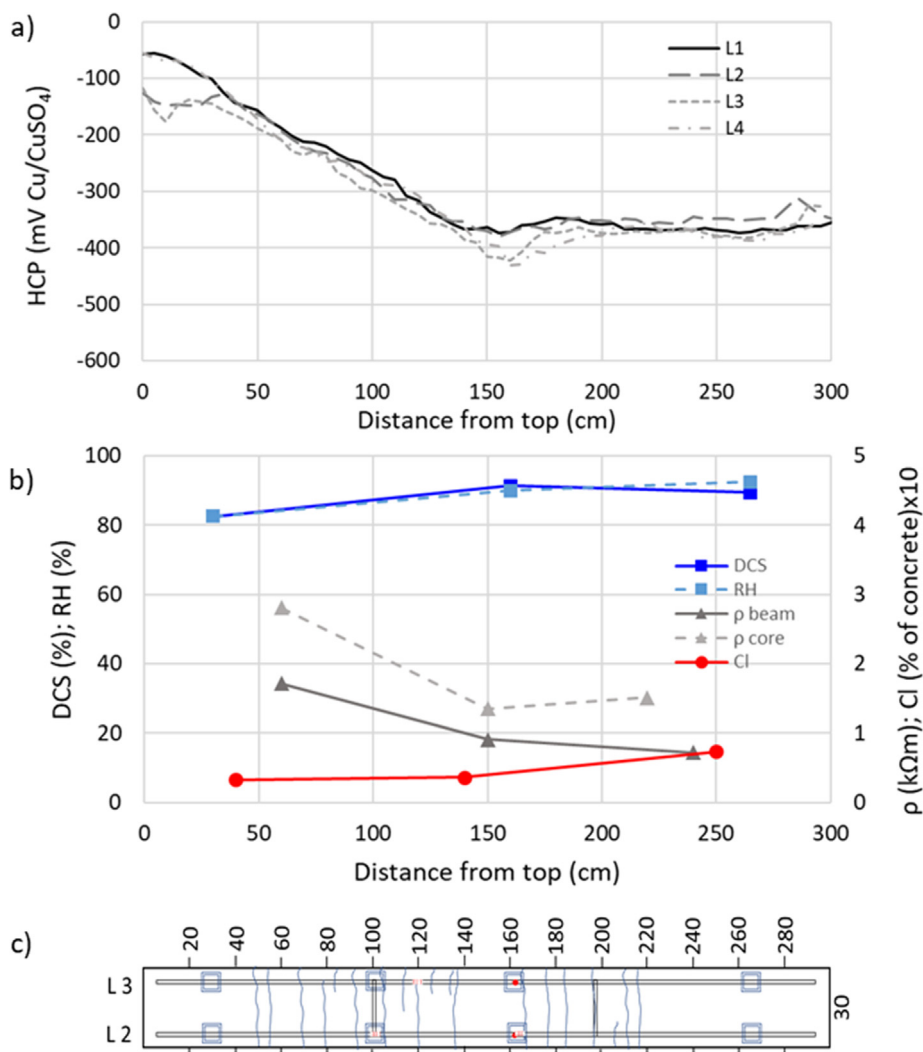 a)
HCP (mV Cu/CuSO₄)
0
-100
-200
-300
-400
-500
-600
L1
L2
L3
L4
0 50 100 150 200 250 300
Distance from top (cm)
b)
DCS (%); RH (%)
100
80
60
40
20
0
DCS
RH
ρ beam
ρ core
Cl
5
4
3
2
1
0
ρ (kΩm); Cl (% of concrete)x10
0 50 100 150 200 250 300
Distance from top (cm)
c)
20 40 60 80 100 120 140 160 180 200 220 240 260 280
L 3
30
L 2